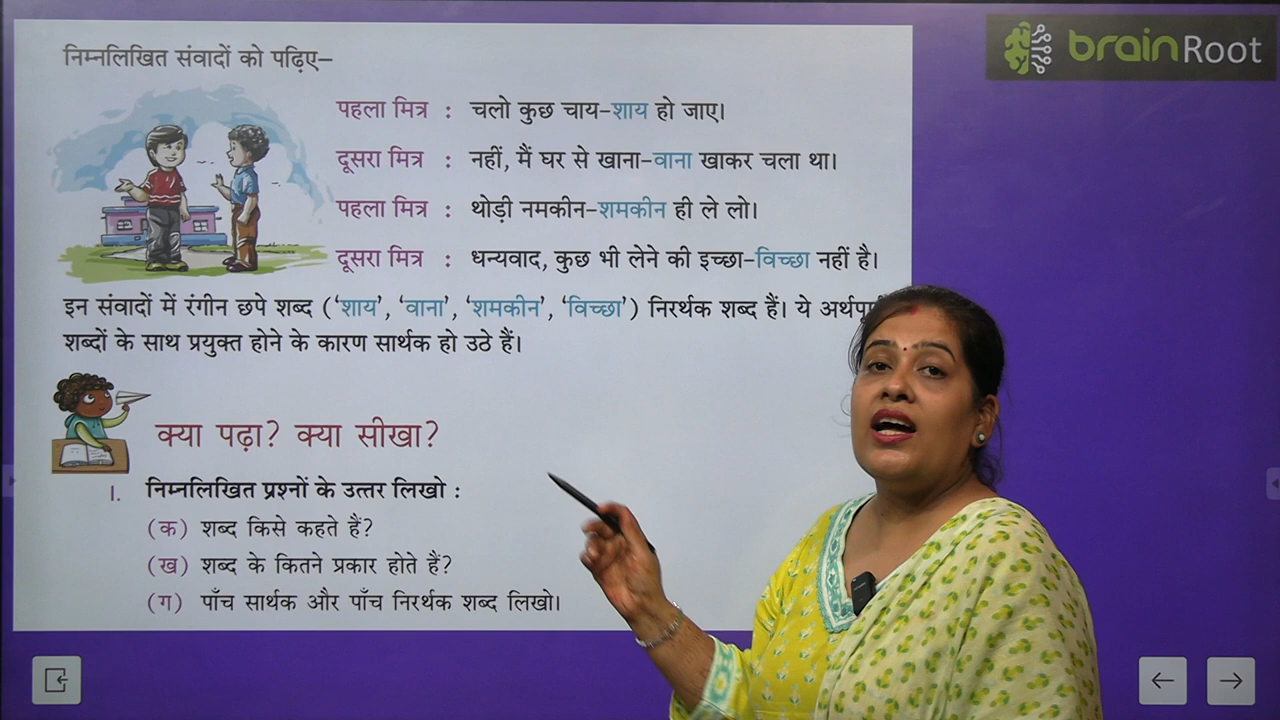 brainRoot
निम्नलिखित संवादों को पढ़िए–
पहला मित्र : चलो कुछ चाय–शाय हो जाए।
दूसरा मित्र : नहीं, मैं घर से खाना–वाना खाकर चला था।
पहला मित्र : थोड़ी नमकीन–शमकीन ही ले लो।
दूसरा मित्र : धन्यवाद, कुछ भी लेने की इच्छा–विच्छा नहीं है।
इन संवादों में रंगीन छपे शब्द (‘शाय’, ‘वाना’, ‘शमकीन’, ‘विच्छा’) निरर्थक शब्द हैं। ये
शब्दों के साथ प्रयुक्त होने के कारण सार्थक हो उठे हैं।
क्या पढ़ा? क्या सीखा?
I. निम्नलिखित प्रश्नों के उत्तर लिखो :
(क) शब्द किसे कहते हैं?
(ख) शब्द के कितने प्रकार होते हैं?
(ग) पाँच सार्थक और पाँच निरर्थक शब्द लिखो।